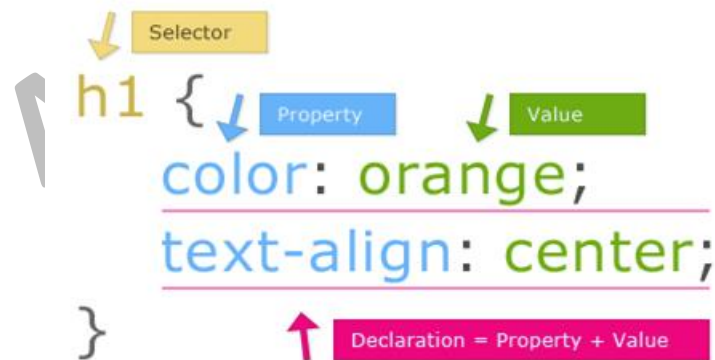 Selector
h1 {
Property
Value
color: orange;
text-align: center;
}
Declaration = Property + Value